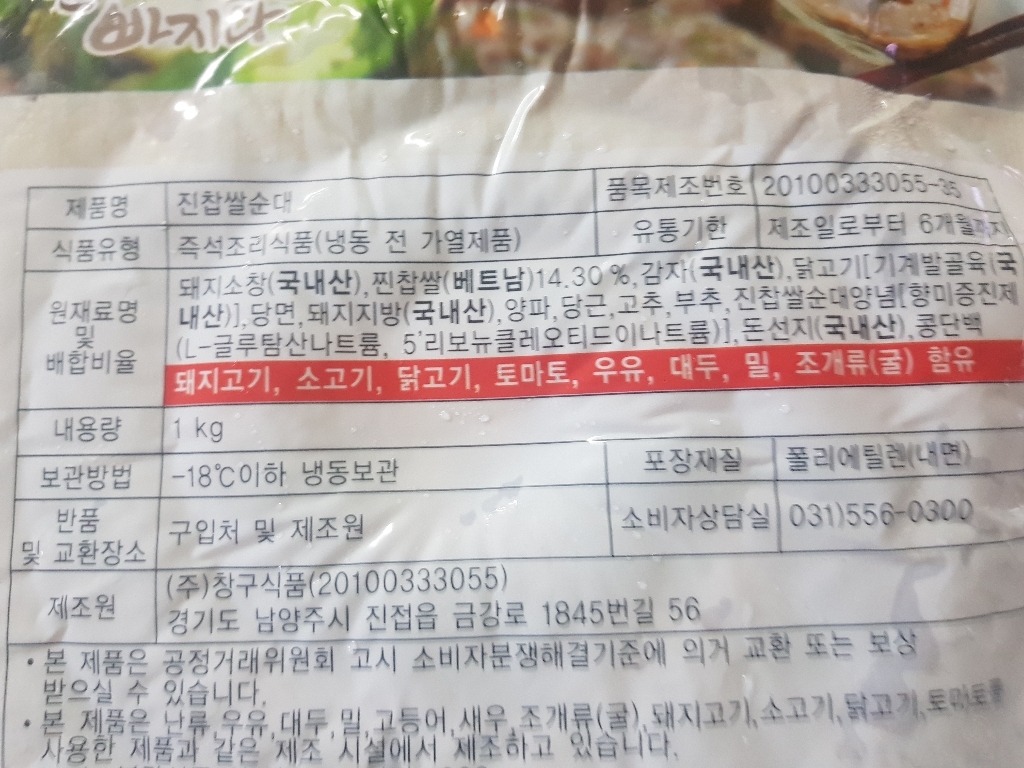 빠지다
제품명 진찹쌀순대 품목제조번호 20100333055-35
식품유형 즉석조리식품(냉동 전 가열제품) 유통기한 제조일로부터 6개월까지
원재료명 및 배합비율
돼지소창(국내산),찐찹쌀(베트남)14.30%,감자(국내산),닭고기[기계발골육(국
내산)],당면,돼지지방(국내산),양파,당근,고추,부추,진찹쌀순대양념[향미증진제
(L-글루탐산나트륨, 5'리보뉴클레오티드이나트륨)],돈선지(국내산),콩단백
돼지고기, 소고기, 닭고기, 토마토, 우유, 대두, 밀, 조개류(굴) 함유
내용량 1 kg
보관방법 -18℃이하 냉동보관 포장재질 폴리에틸렌(내면)
반품
및 교환장소 구입처 및 제조원 소비자상담실 031)556-0300
제조원 (주)창구식품(20100333055)
경기도 남양주시 진접읍 금강로 1845번길 56
· 본 제품은 공정거래위원회 고시 소비자분쟁해결기준에 의거 교환 또는 보상
받으실 수 있습니다.
· 본 제품은 난류,우유,대두,밀,고등어,새우,조개류(굴),돼지고기,소고기,닭고기,토마토를
사용한 제품과 같은 제조 시설에서 제조하고 있습니다.